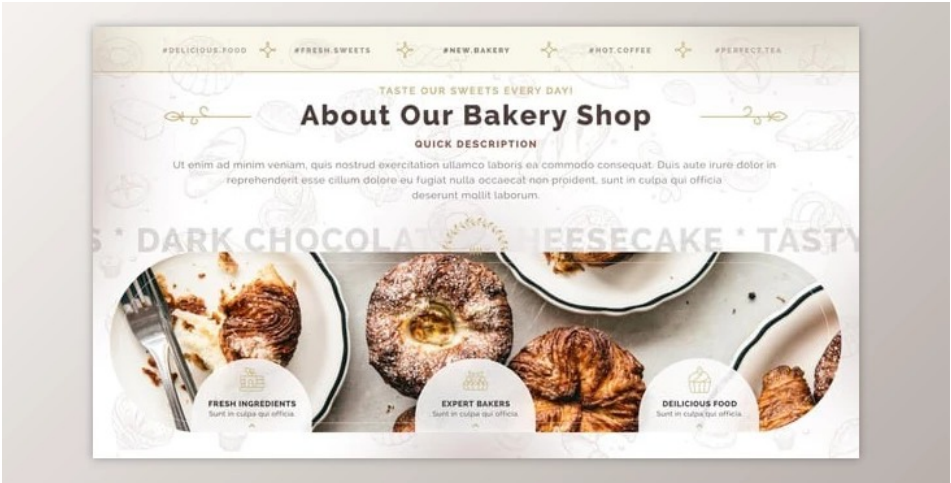 #DELICIOUS.FOOD #FRESH.SWEETS #NEW.BAKERY #HOT.COFFEE #PERFECT.TEA
TASTE OUR SWEETS EVERY DAY!
About Our Bakery Shop
QUICK DESCRIPTION
Ut enim ad minim veniam, quis nostrud exercitation ullamco laboris ea commodo consequat. Duis aute irure dolor in
reprehenderit esse cillum dolore eu fugiat nulla occaecat non proident, sunt in culpa qui officia
deserunt mollit laborum.
S * DARK CHOCOLAT HEESECAKE * TASTY
FRESH INGREDIENTS EXPERT BAKERS DEILICIOUS FOOD
Sunt in culpa qui officia. Sunt in culpa qui officia. Sunt in culpa qui officia.